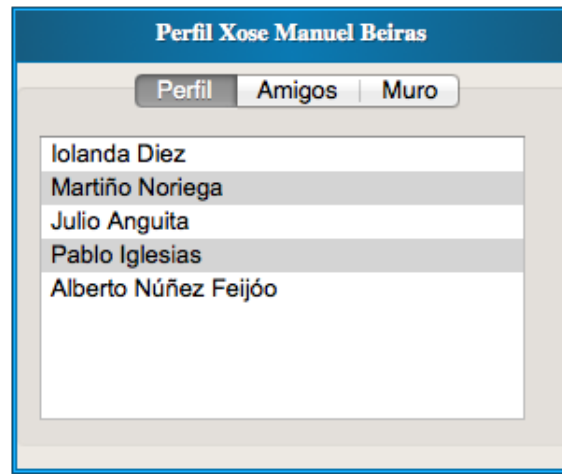 Perfil Xose Manuel Beiras
Perfil Amigos Muro
Iolanda Diez
Martiño Noriega
Julio Anguita
Pablo Iglesias
Alberto Núñez Feijóo